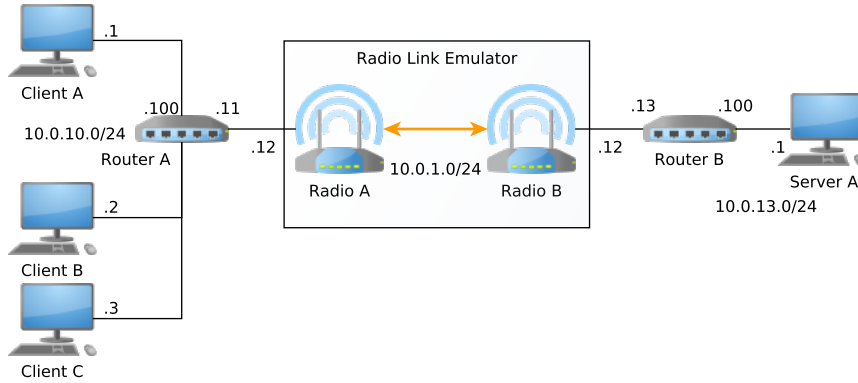 .1
Client A
Radio Link Emulator
.100
.11
.13
.100
10.0.10.0/24
Router A
.12
.12
Router B
.1
10.0.1.0/24
Radio A
Radio B
Server A
.2
10.0.13.0/24
Client B
.3
Client C